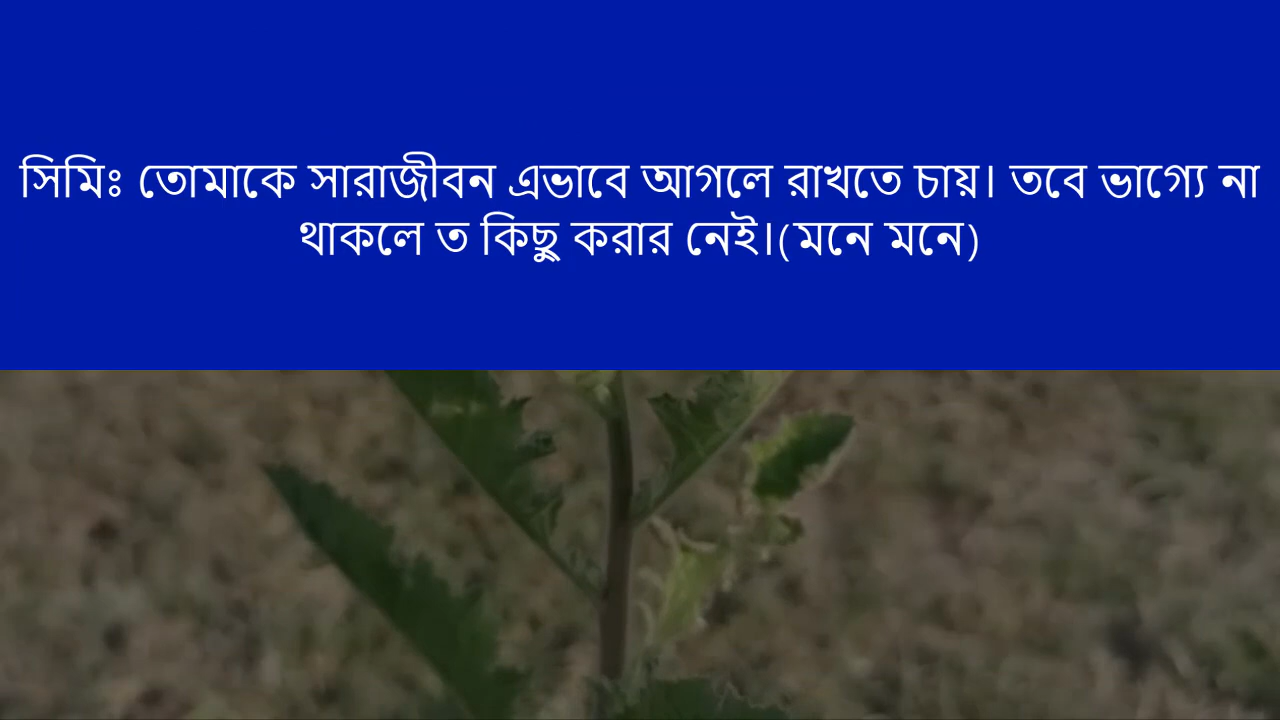 সিমিঃ তোমাকে সারাজীবন এভাবে আগলে রাখতে চায়। তবে ভাগ্যে না
থাকলে ত কিছু করার নেই।(মনে মনে)